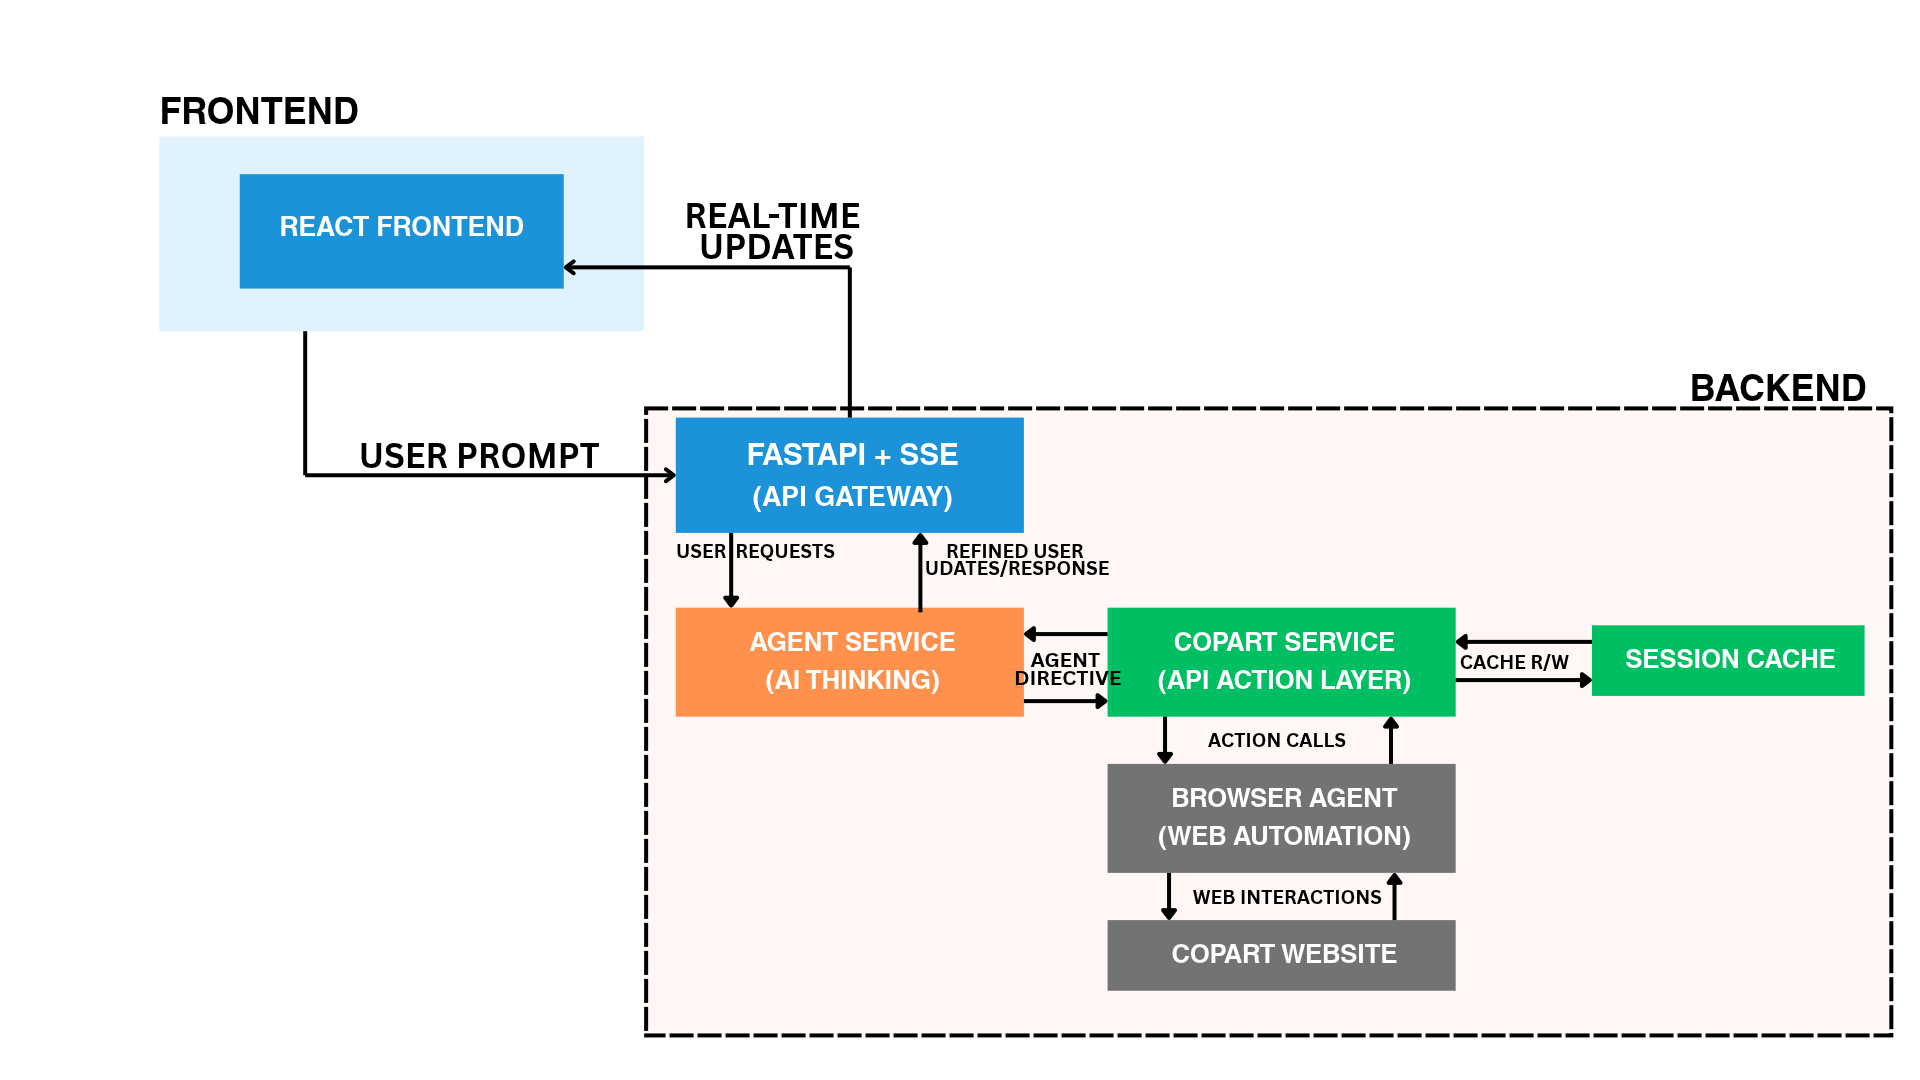 FRONTEND
REACT FRONTEND
REAL-TIME
UPDATES
BACKEND
USER PROMPT
FASTAPI + SSE
(API GATEWAY)
USER REQUESTS
REFINED USER
UDATES/RESPONSE
AGENT SERVICE
(AI THINKING)
AGENT
DIRECTIVE
COPART SERVICE
(API ACTION LAYER)
CACHE R/W
SESSION CACHE
ACTION CALLS
BROWSER AGENT
(WEB AUTOMATION)
WEB INTERACTIONS
COPART WEBSITE